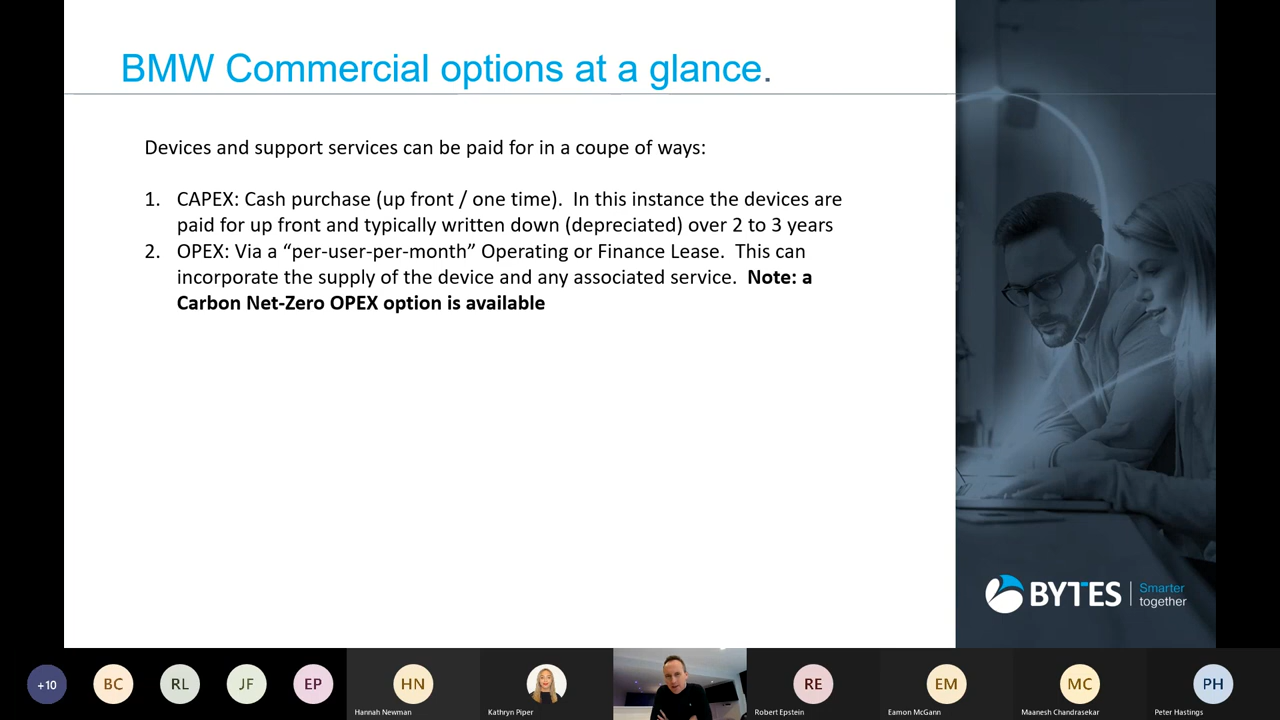 BMW Commercial options at a glance.
Devices and support services can be paid for in a coupe of ways:
1. CAPEX: Cash purchase (up front / one time). In this instance the devices are
paid for up front and typically written down (depreciated) over 2 to 3 years
2. OPEX: Via a “per-user-per-month” Operating or Finance Lease. This can
incorporate the supply of the device and any associated service. Note: a
Carbon Net-Zero OPEX option is available
BYTES
Smarter
together
+10
BC
RL
JF
EP
HN
Hannah Newman
Kathryn Piper
RE
Robert Epstein
EM
Eamon McGann
MC
Maanesh Chandrasekar
PH
Peter Hastings